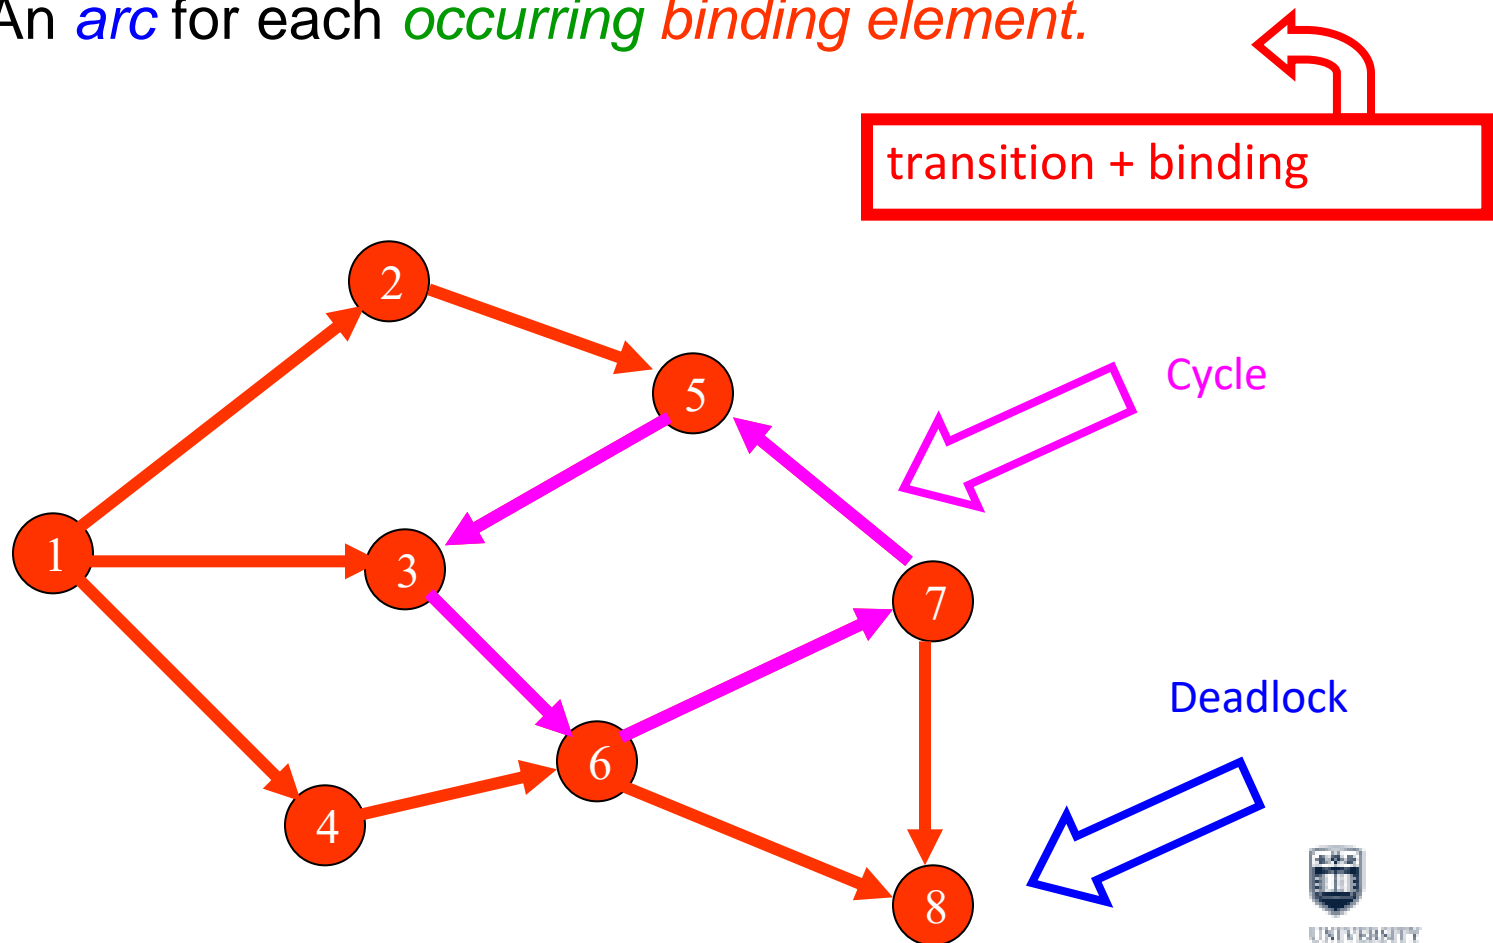 An arc for each occurring binding element.
transition + binding
2
5
Cycle
1
3
7
Deadlock
6
4
8
UNIVERSITY